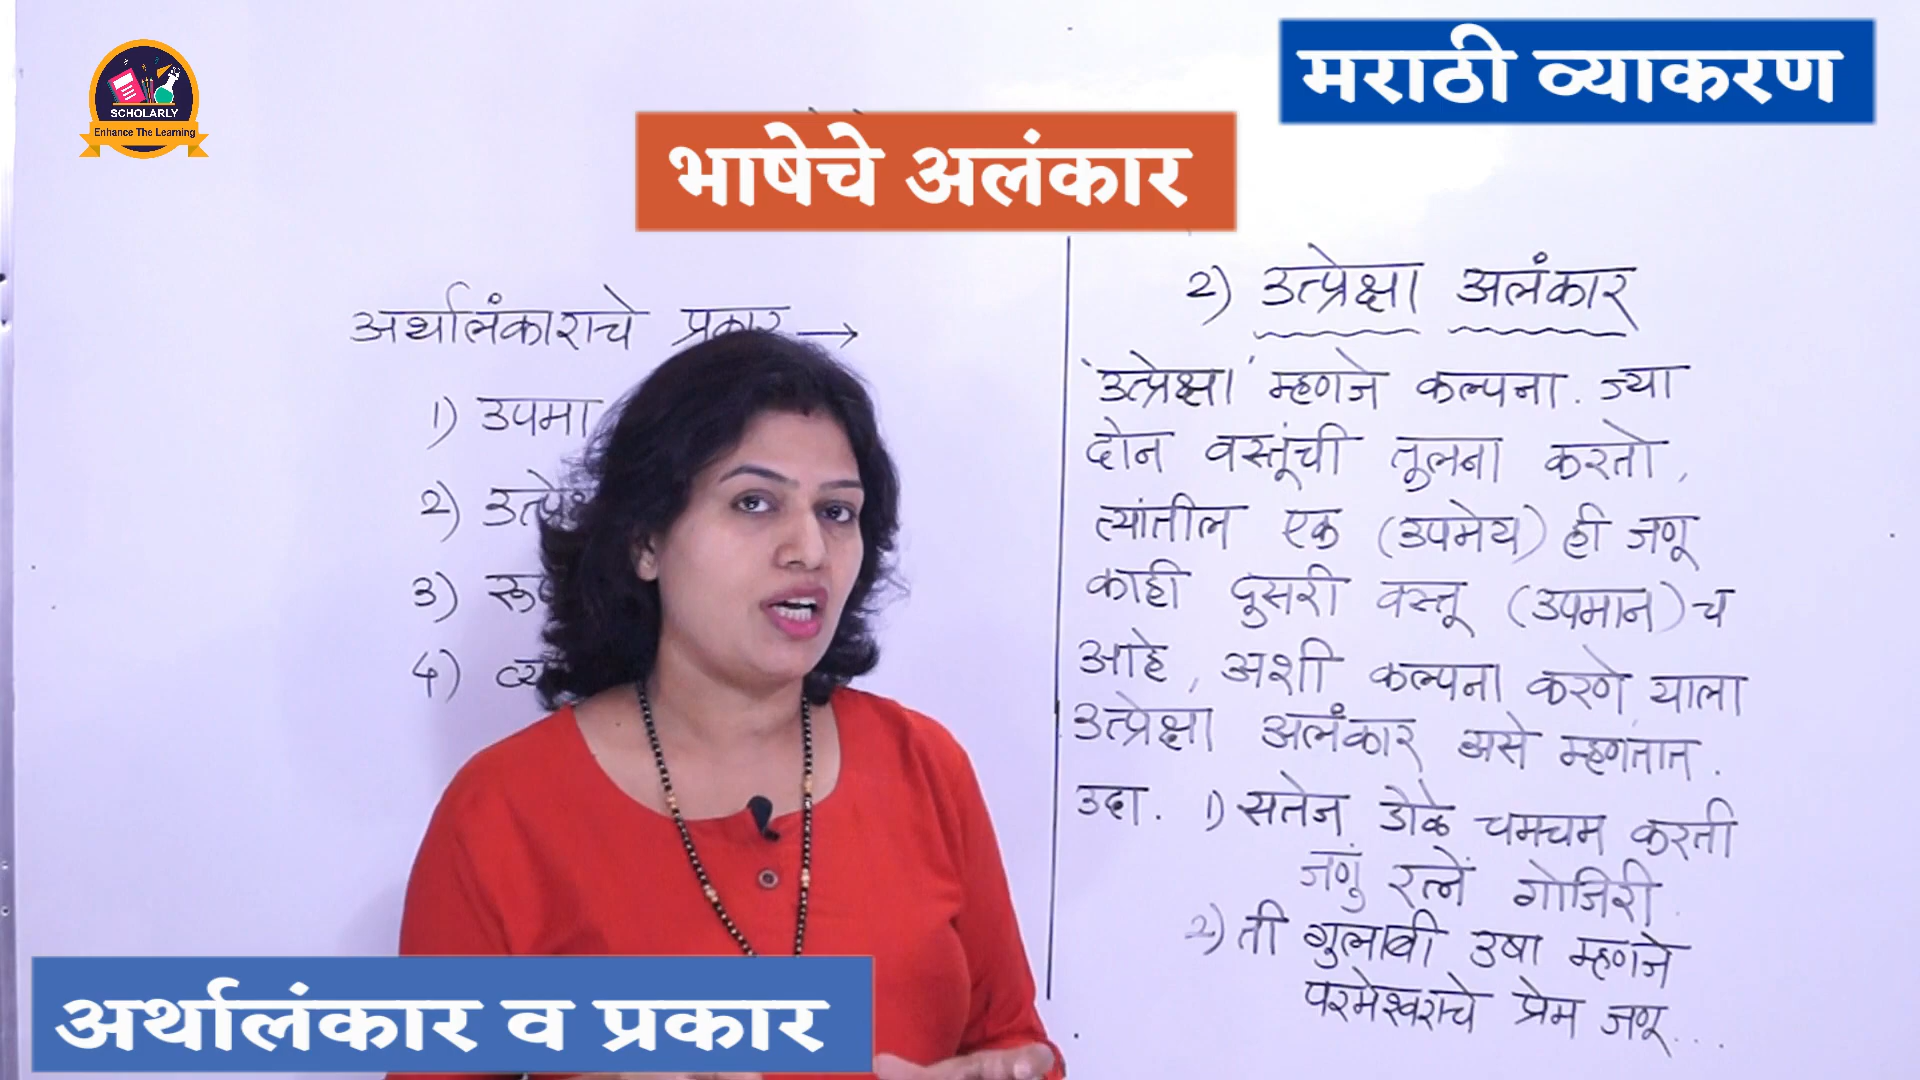 SCHOLARLY
Enhance The Learning
मराठी व्याकरण
भाषेचे अलंकार
अर्थालंकाराचे प्रकार →
1) उपमा
2)
3)
4)
2) उत्प्रेक्षा अलंकार
'उत्प्रेक्षा' म्हणजे कल्पना. ज्या
दोन वस्तूंची तुलना करतो,
त्यांतील एक (उपमेय) ही जणू
काही दुसरी वस्तू (उपमान) च
आहे, अशी कल्पना करणे याला
उत्प्रेक्षा अलंकार असे म्हणतात.
उदा. 1) सतेज डोळे चमचम करती
जणुं रत्नें गोजिरी.
2) ती गुलाबी उषा म्हणजे
परमेश्वराचे प्रेम जणू...
अर्थालंकार व प्रकार